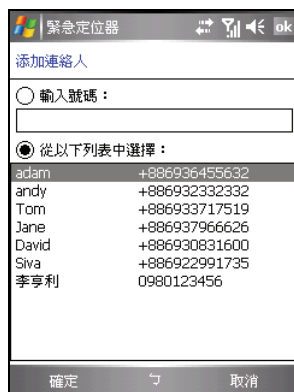 緊急定位器 ok
添加連絡人
輸入號碼：
從以下列表中選擇：
adam +886936455632
andy +886932332332
Tom +886933717519
Jane +886937966626
David +886930831600
Siva +886922991735
李亨利 0980123456
確定 ㄅ 取消